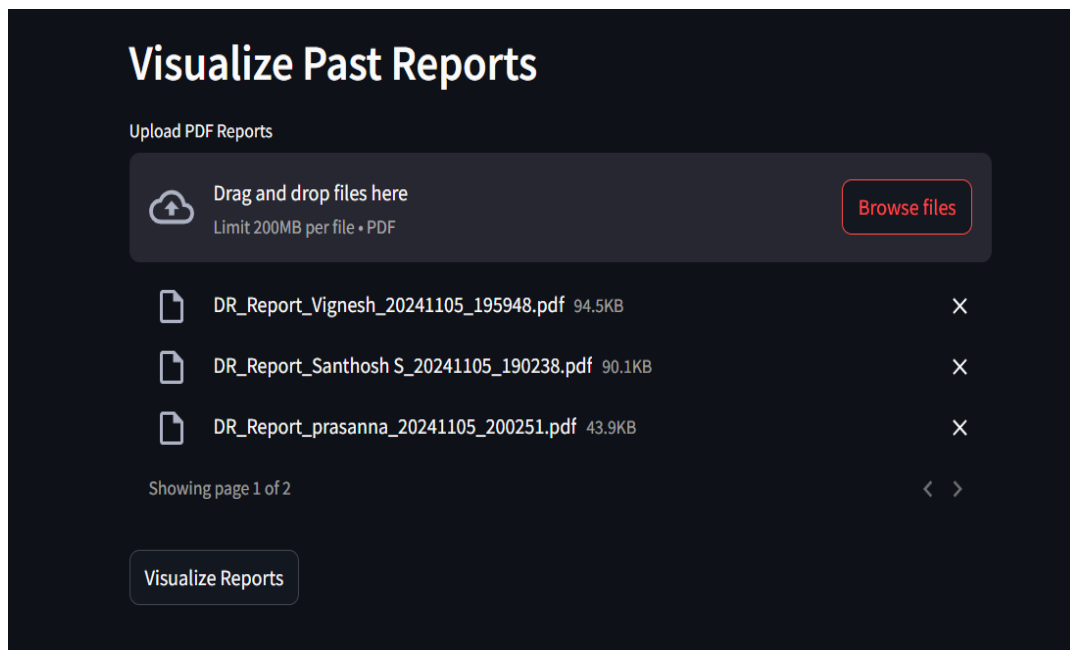 Visualize Past Reports
Upload PDF Reports
Drag and drop files here
Limit 200MB per file • PDF
Browse files
DR_Report_Vignesh_20241105_195948.pdf 94.5KB
DR_Report_Santhosh S_20241105_190238.pdf 90.1KB
DR_Report_prasanna_20241105_200251.pdf 43.9KB
Showing page 1 of 2
Visualize Reports